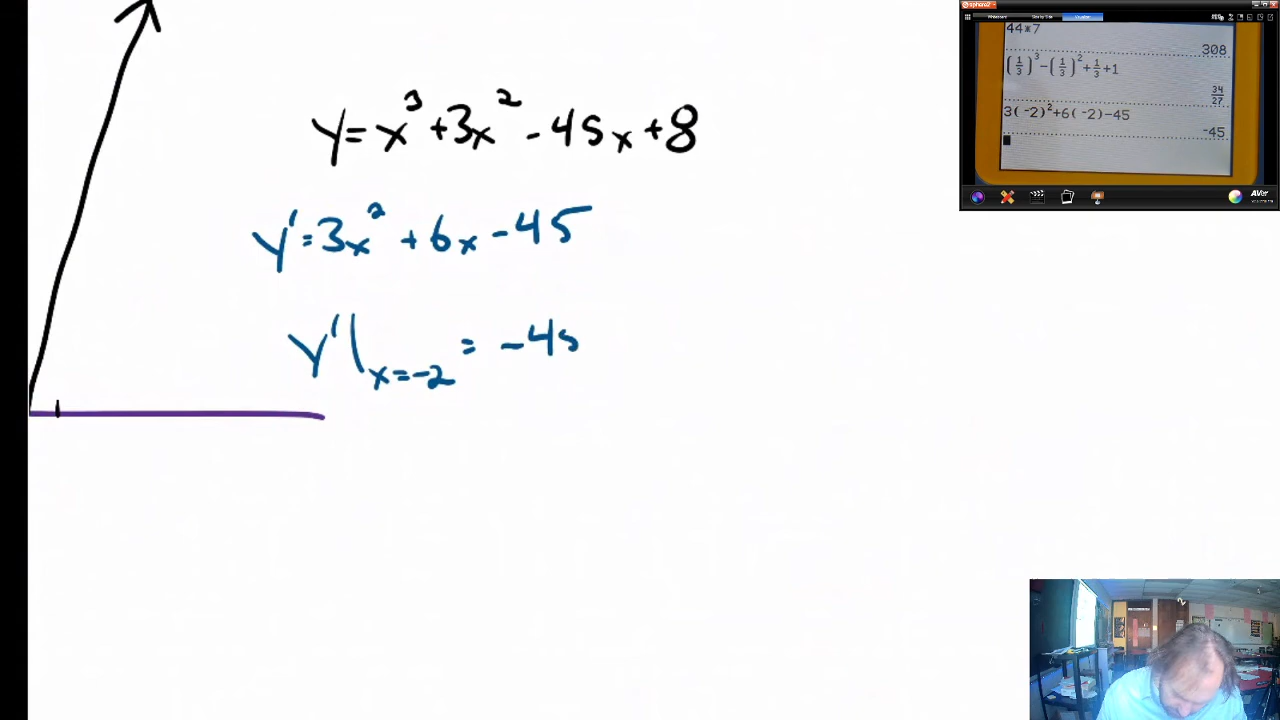 y=x³+3x²-45x+8
y'=3x²+6x-45
y'|x=-2 = -45
44*7
308
(1/3)³-(1/3)²+1/3+1
34/27
3(-2)²+6(-2)-45
-45
AVer